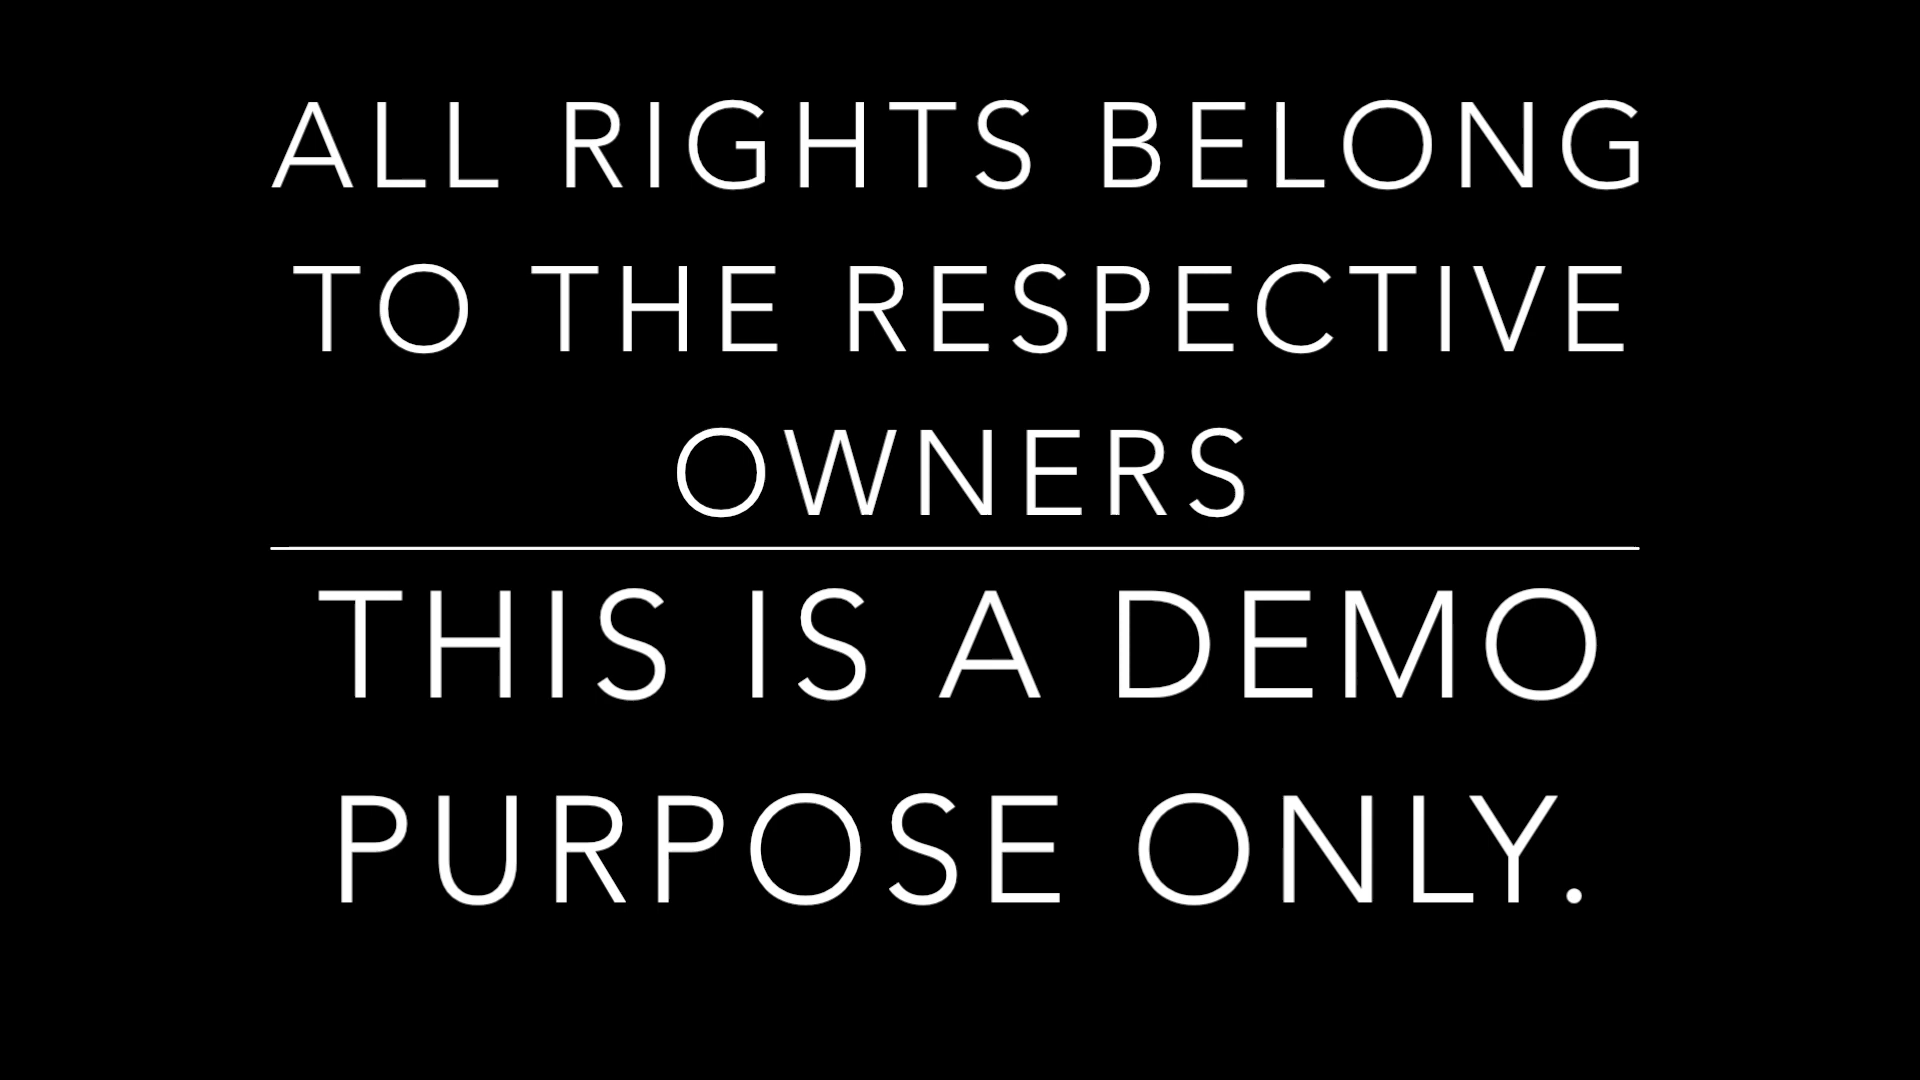 ALL RIGHTS BELONG
TO THE RESPECTIVE
OWNERS
THIS IS A DEMO
PURPOSE ONLY.